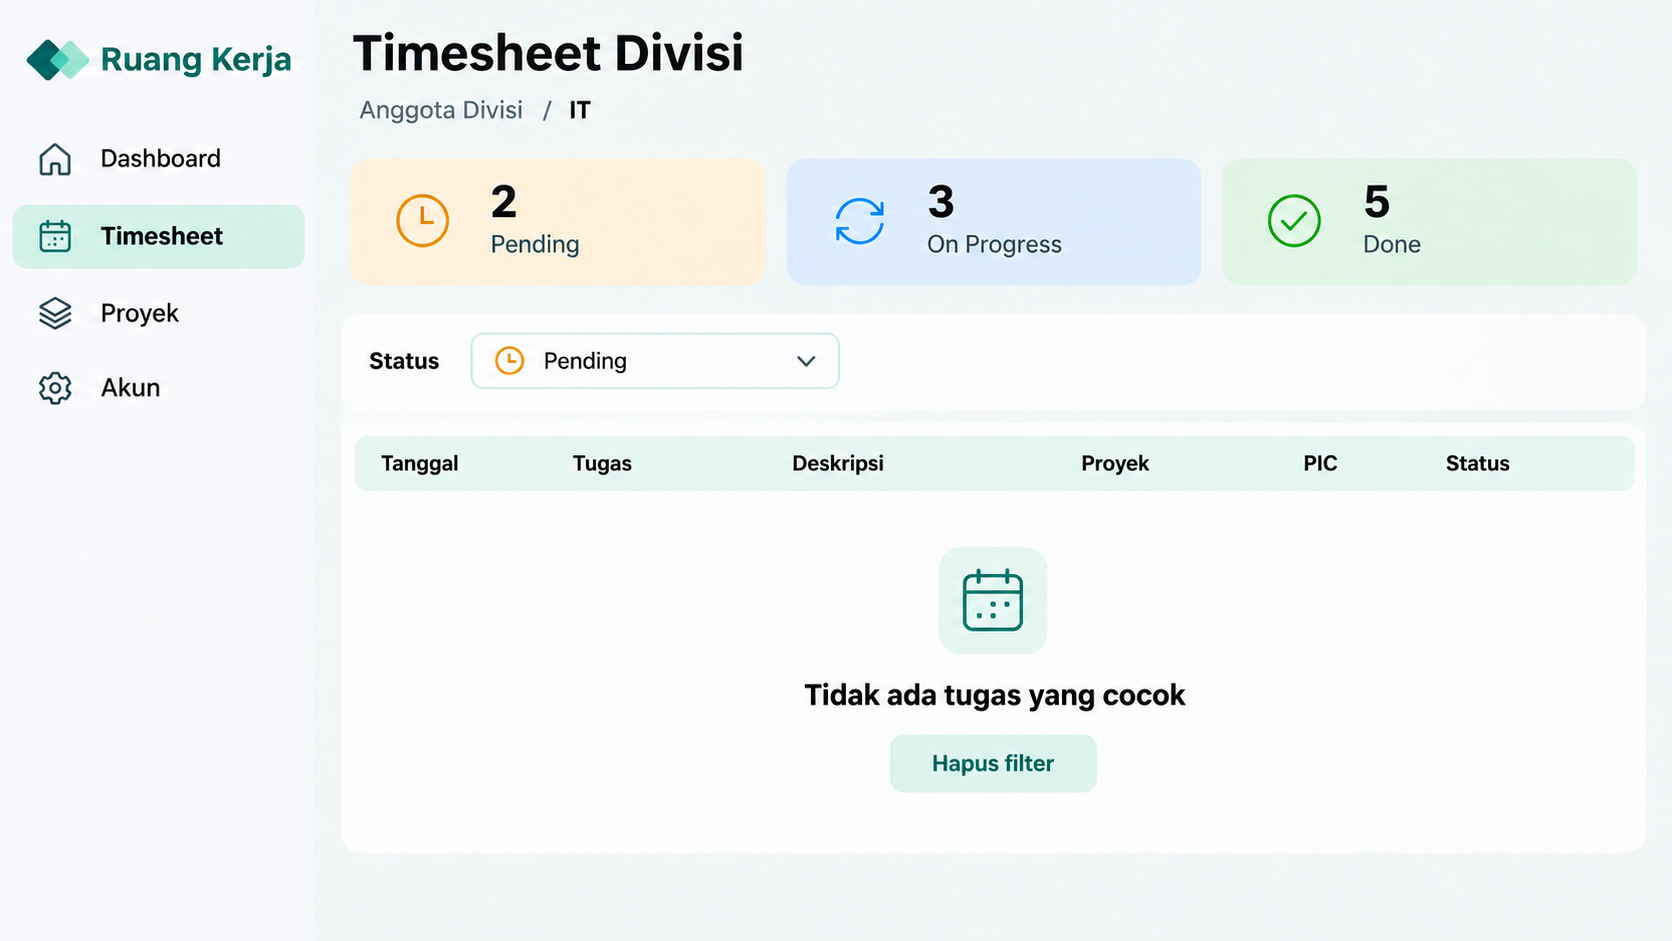 Ruang Kerja
Dashboard
Timesheet
Proyek
Akun
Timesheet Divisi
Anggota Divisi / IT
2
Pending
3
On Progress
5
Done
Status
Pending
Tanggal Tugas Deskripsi Proyek PIC Status
Tidak ada tugas yang cocok
Hapus filter